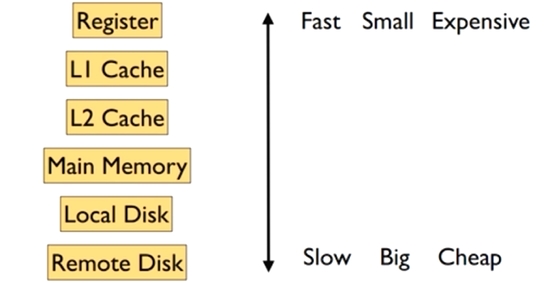 Register
Fast Small Expensive
L1 Cache
L2 Cache
Main Memory
Local Disk
Remote Disk
Slow Big Cheap